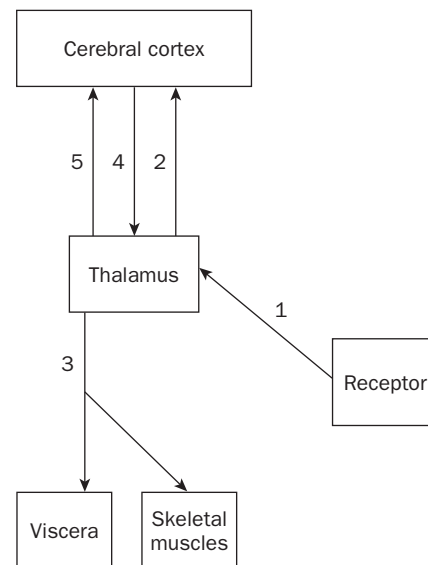 Cerebral cortex
5
4
2
Thalamus
1
3
Receptor
Viscera
Skeletal
muscles